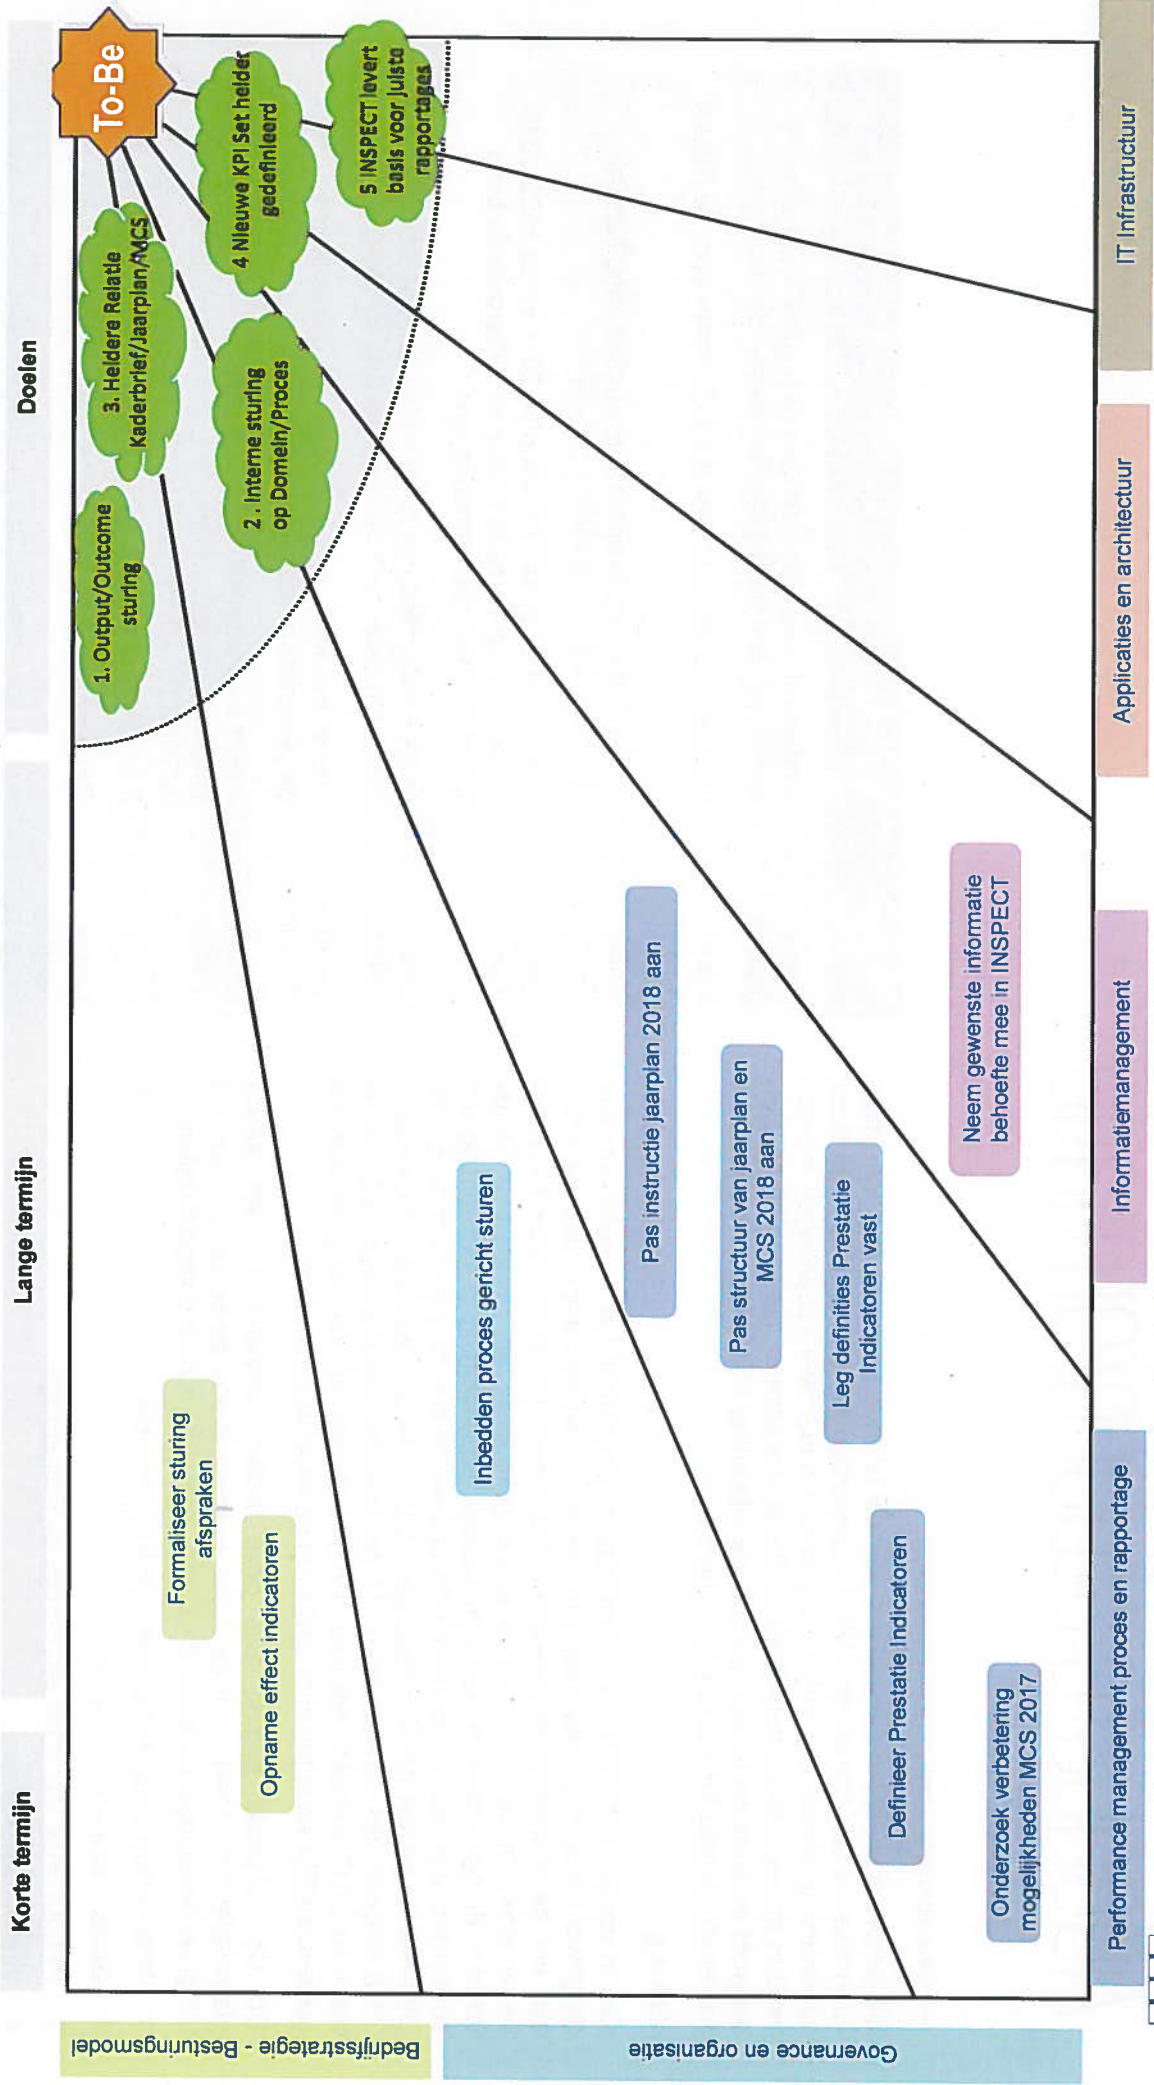 Korte termijn
Lange termijn
Doelen
To-Be
1. Output/Outcome
sturing
3. Heldere Relatie
Kaderbrief/Jaarplan/MCS
2 . Interne sturing
op Domein/Proces
4 Nieuwe KPI Set helder
gedefinieerd
5 INSPECT levert
basis voor juiste
rapportages
Formaliseer sturing
afspraken
Opname effect indicatoren
Inbedden proces gericht sturen
Pas instructie jaarplan 2018 aan
Pas structuur van jaarplan en
MCS 2018 aan
Leg definities Prestatie
Indicatoren vast
Definieer Prestatie Indicatoren
Onderzoek verbetering
mogelijkheden MCS 2017
Neem gewenste informatie
behoefte mee in INSPECT
Bedrijfsstrategie - Besturingsmodel
Governance en organisatie
Performance management proces en rapportage
Informatiemanagement
Applicaties en architectuur
IT Infrastructuur